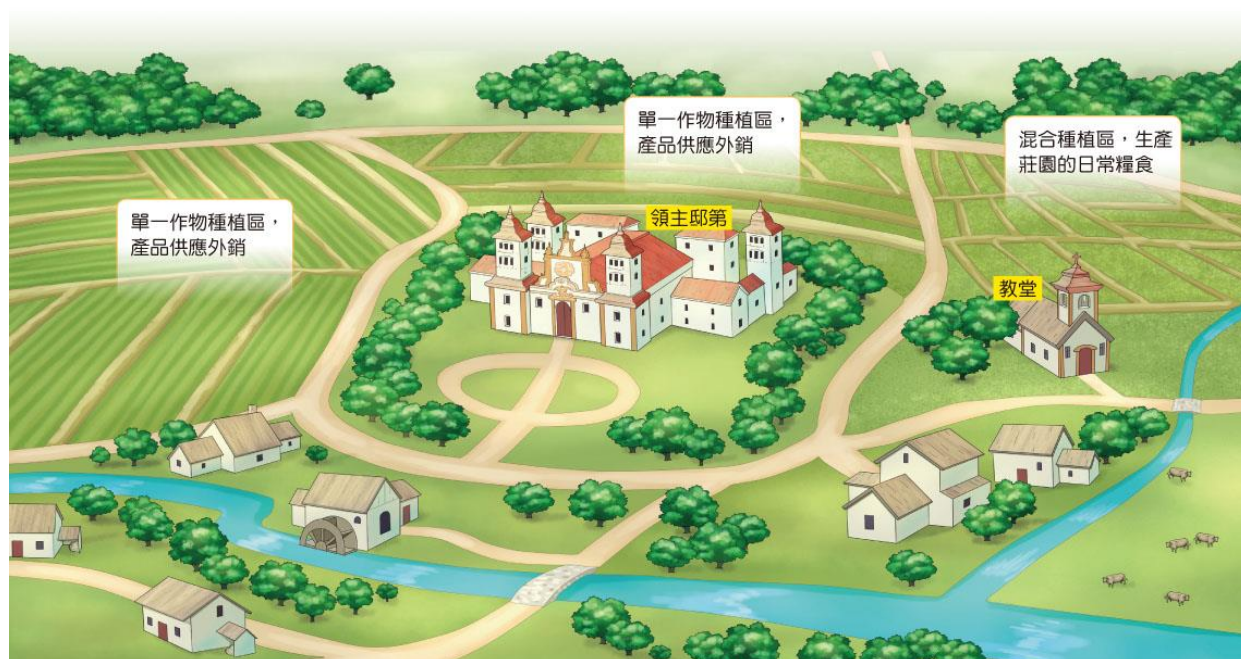 單一作物種植區，
產品供應外銷
單一作物種植區，
產品供應外銷
混合種植區，生產
莊園的日常糧食
領主邸第
教堂